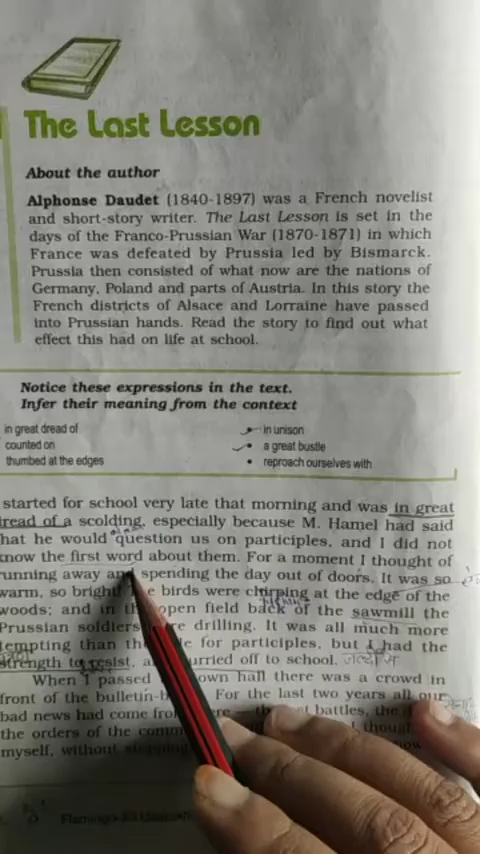 The Last Lesson
About the author
Alphonse Daudet (1840-1897) was a French novelist
and short-story writer. The Last Lesson is set in the
days of the Franco-Prussian War (1870-1871) in which
France was defeated by Prussia led by Bismarck.
Prussia then consisted of what now are the nations of
Germany, Poland and parts of Austria. In this story the
French districts of Alsace and Lorraine have passed
into Prussian hands. Read the story to find out what
effect this had on life at school.
Notice these expressions in the text.
Infer their meaning from the context
in great dread of
counted on
thumbed at the edges
• in unison
• a great bustle
• reproach ourselves with
started for school very late that morning and was in great
dread of a scolding, especially because M. Hamel had said
that he would question us on participles, and I did not
know the first word about them. For a moment I thought of
running away and spending the day out of doors. It was so
warm, so bright! The birds were chirping at the edge of the
woods; and in the open field back of the sawmill the
Prussian soldiers were drilling. It was all much more
tempting than the for participles, but I had the
strength to resist, and hurried off to school. जल्दी से
When I passed the town hall there was a crowd in
front of the bulletin- For the last two years all our
bad news had come from battles, the
the orders of the
myself, without
Flamingo